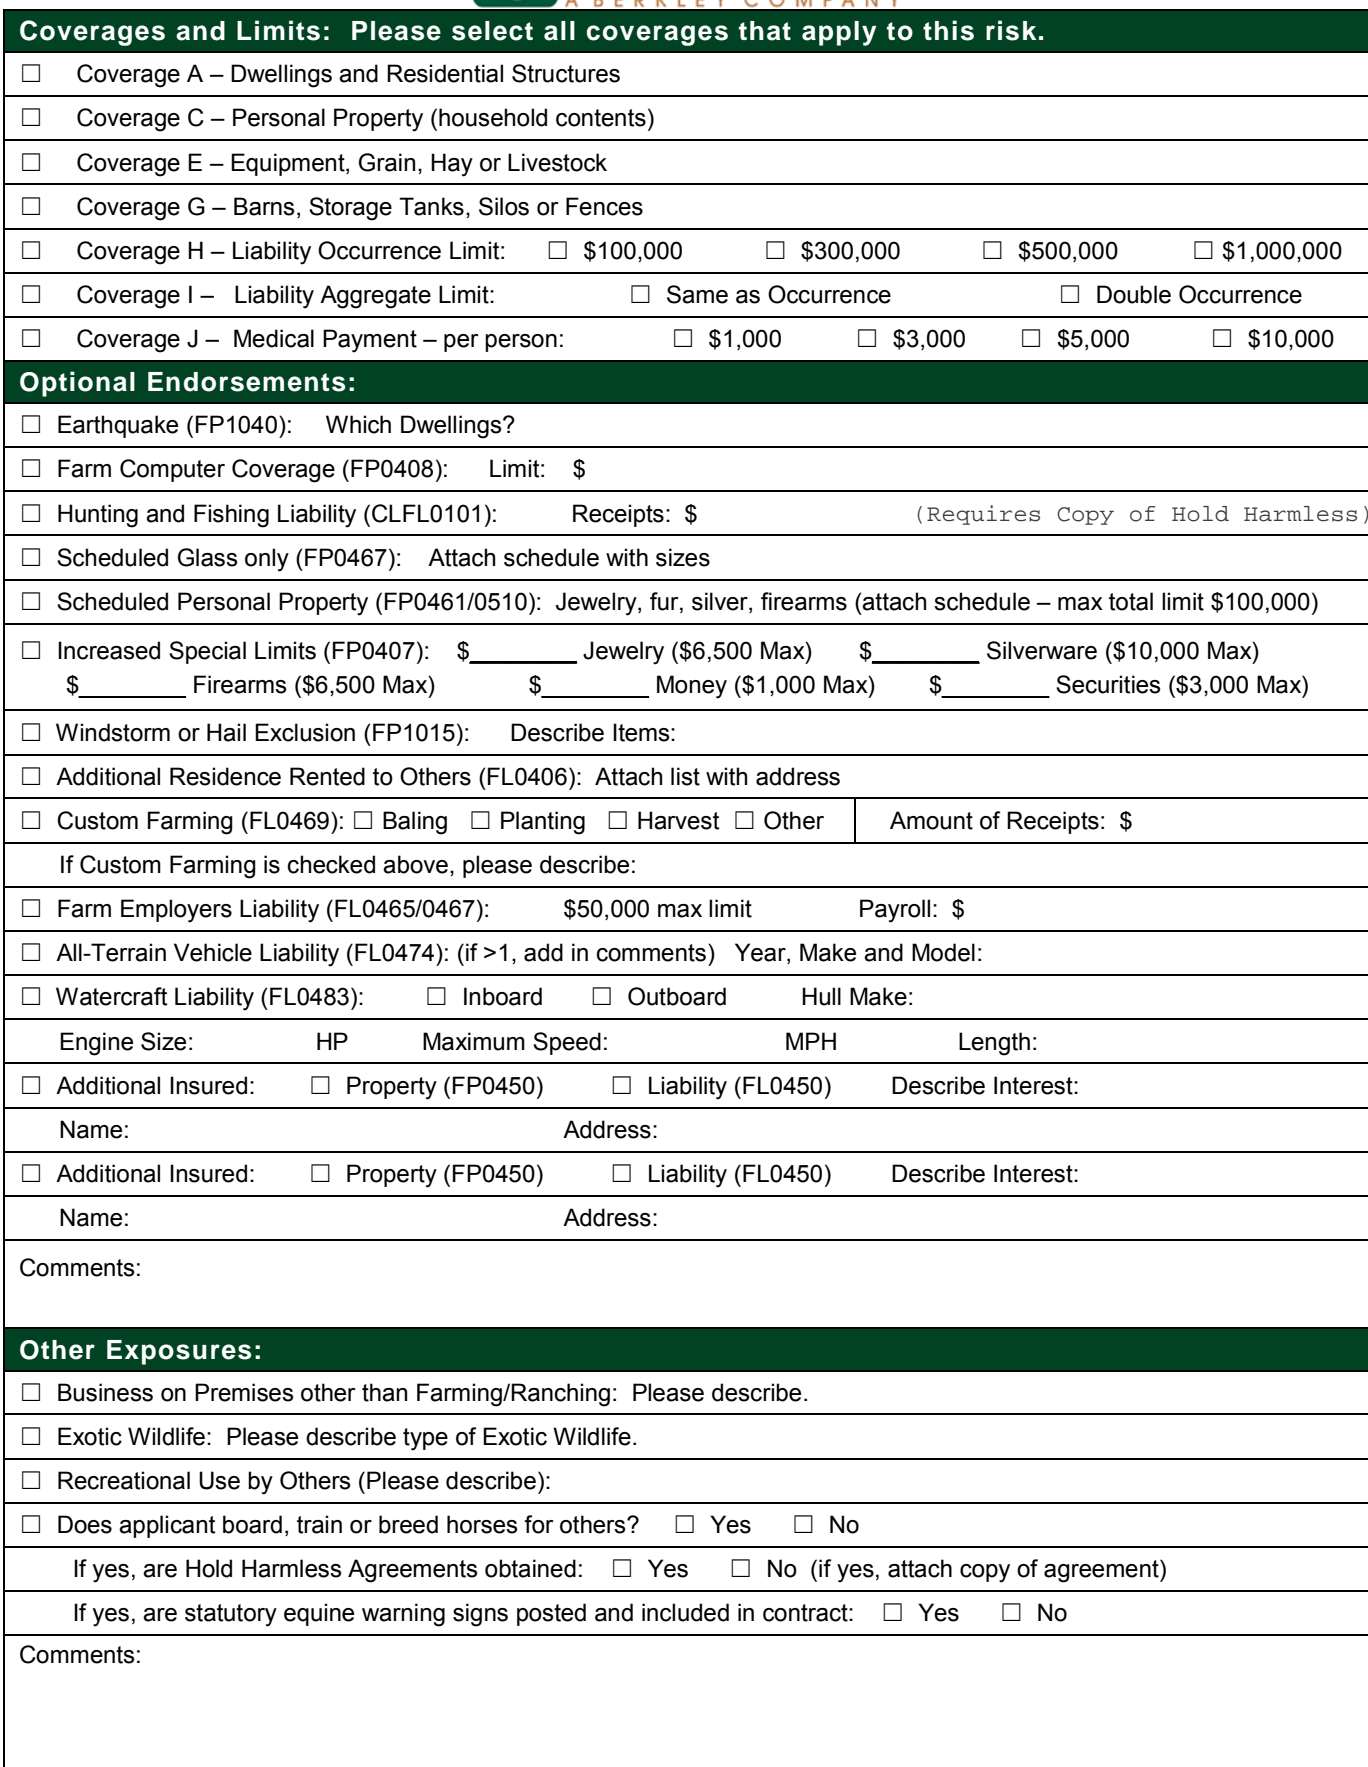 A BERKLEY COMPANY
Coverages and Limits: Please select all coverages that apply to this risk.
☐ Coverage A – Dwellings and Residential Structures
☐ Coverage C – Personal Property (household contents)
☐ Coverage E – Equipment, Grain, Hay or Livestock
☐ Coverage G – Barns, Storage Tanks, Silos or Fences
☐ Coverage H – Liability Occurrence Limit: ☐ $100,000 ☐ $300,000 ☐ $500,000 ☐ $1,000,000
☐ Coverage I – Liability Aggregate Limit: ☐ Same as Occurrence ☐ Double Occurrence
☐ Coverage J – Medical Payment – per person: ☐ $1,000 ☐ $3,000 ☐ $5,000 ☐ $10,000
Optional Endorsements:
☐ Earthquake (FP1040): Which Dwellings?
☐ Farm Computer Coverage (FP0408): Limit: $
☐ Hunting and Fishing Liability (CLFL0101): Receipts: $ (Requires Copy of Hold Harmless)
☐ Scheduled Glass only (FP0467): Attach schedule with sizes
☐ Scheduled Personal Property (FP0461/0510): Jewelry, fur, silver, firearms (attach schedule – max total limit $100,000)
☐ Increased Special Limits (FP0407): $________ Jewelry ($6,500 Max) $________ Silverware ($10,000 Max)
$________ Firearms ($6,500 Max) $________ Money ($1,000 Max) $________ Securities ($3,000 Max)
☐ Windstorm or Hail Exclusion (FP1015): Describe Items:
☐ Additional Residence Rented to Others (FL0406): Attach list with address
☐ Custom Farming (FL0469): ☐ Baling ☐ Planting ☐ Harvest ☐ Other Amount of Receipts: $
If Custom Farming is checked above, please describe:
☐ Farm Employers Liability (FL0465/0467): $50,000 max limit Payroll: $
☐ All-Terrain Vehicle Liability (FL0474): (if >1, add in comments) Year, Make and Model:
☐ Watercraft Liability (FL0483): ☐ Inboard ☐ Outboard Hull Make:
Engine Size: HP Maximum Speed: MPH Length:
☐ Additional Insured: ☐ Property (FP0450) ☐ Liability (FL0450) Describe Interest:
Name: Address:
☐ Additional Insured: ☐ Property (FP0450) ☐ Liability (FL0450) Describe Interest:
Name: Address:
Comments:
Other Exposures:
☐ Business on Premises other than Farming/Ranching: Please describe.
☐ Exotic Wildlife: Please describe type of Exotic Wildlife.
☐ Recreational Use by Others (Please describe):
☐ Does applicant board, train or breed horses for others? ☐ Yes ☐ No
If yes, are Hold Harmless Agreements obtained: ☐ Yes ☐ No (if yes, attach copy of agreement)
If yes, are statutory equine warning signs posted and included in contract: ☐ Yes ☐ No
Comments: